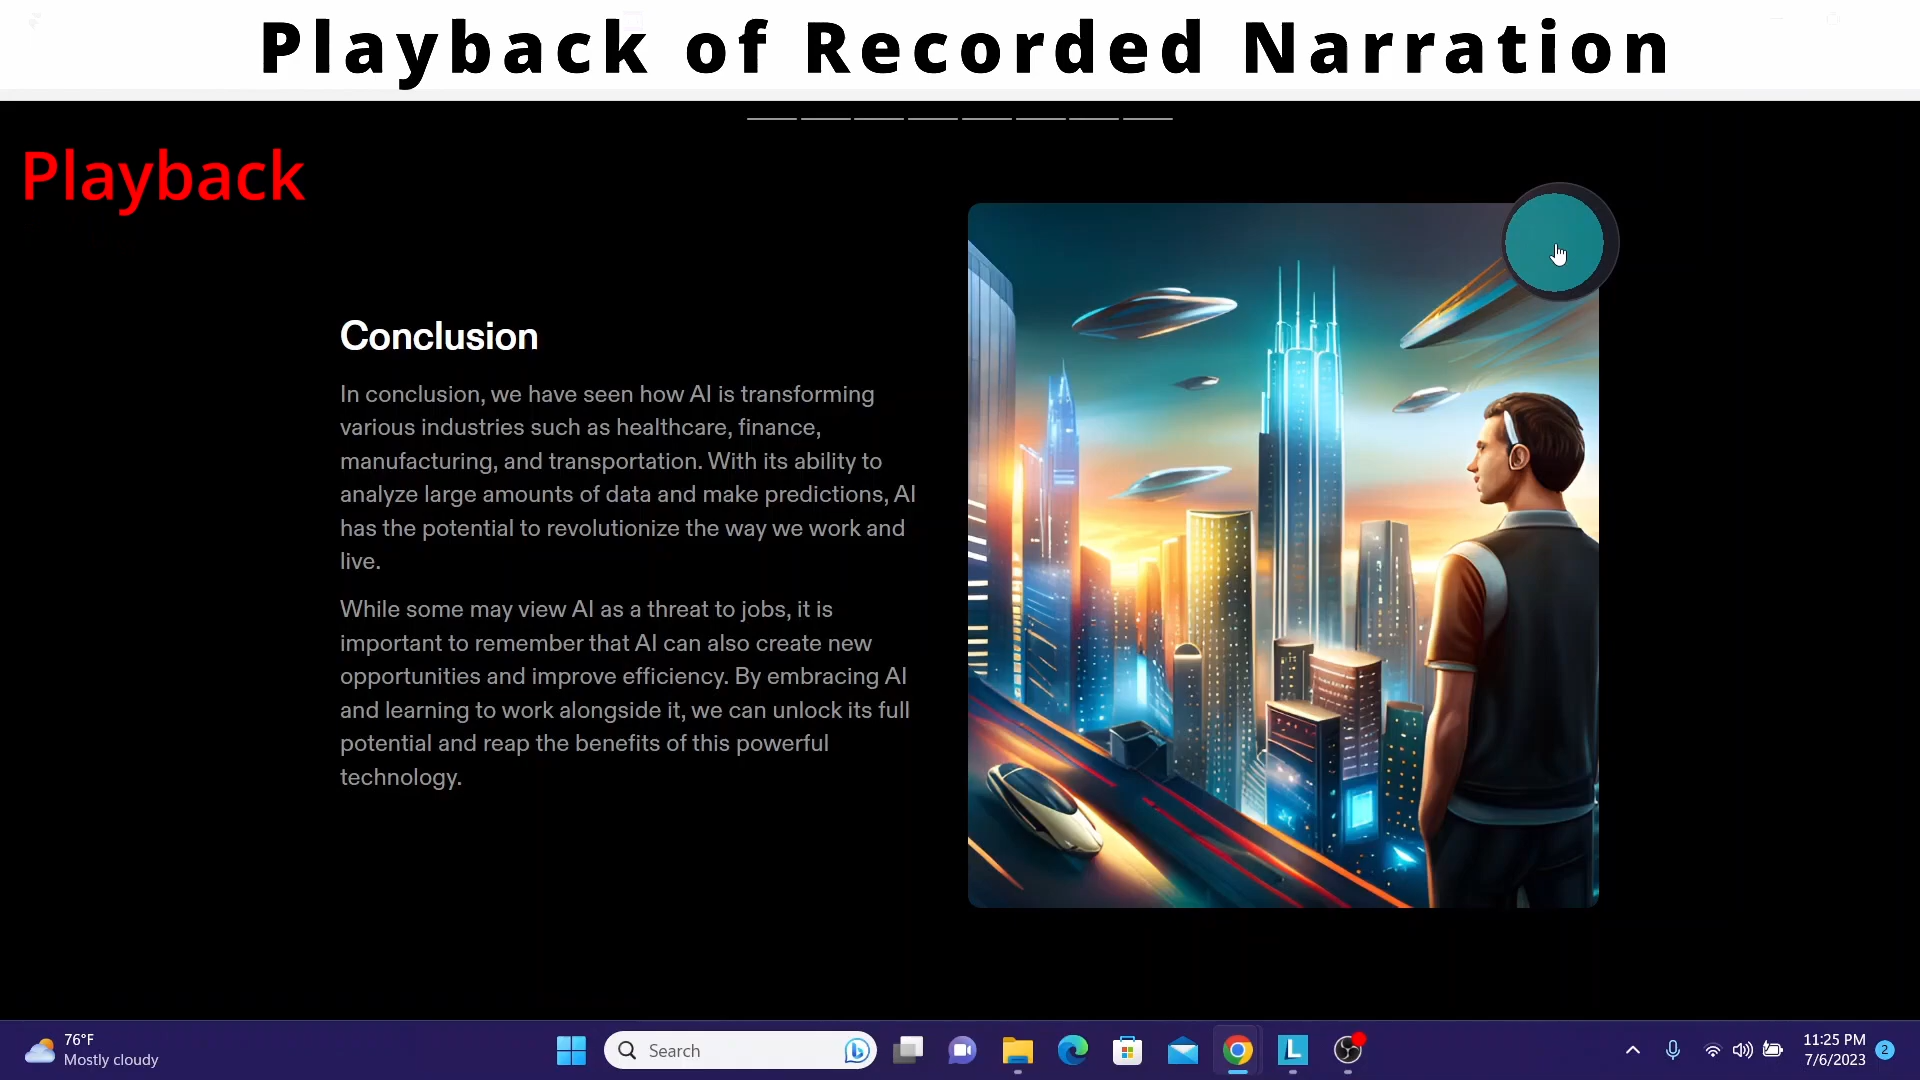 Playback of Recorded Narration
Playback
Conclusion
In conclusion, we have seen how AI is transforming
various industries such as healthcare, finance,
manufacturing, and transportation. With its ability to
analyze large amounts of data and make predictions, AI
has the potential to revolutionize the way we work and
live.
While some may view AI as a threat to jobs, it is
important to remember that AI can also create new
opportunities and improve efficiency. By embracing AI
and learning to work alongside it, we can unlock its full
potential and reap the benefits of this powerful
technology.
76°F
Mostly cloudy
Search
L
11:25 PM
7/6/2023
2